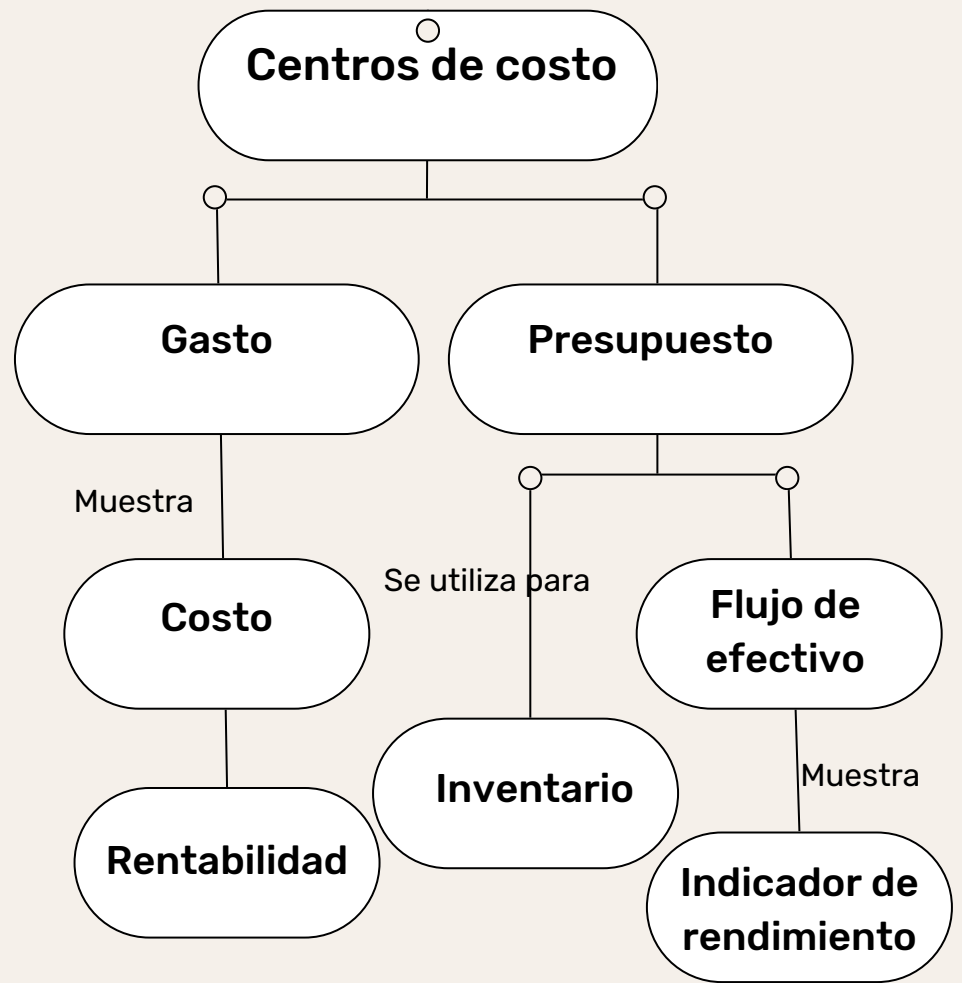 Centros de costo
Gasto
Presupuesto
Muestra
Se utiliza para
Costo
Flujo de
efectivo
Inventario
Muestra
Rentabilidad
Indicador de
rendimiento